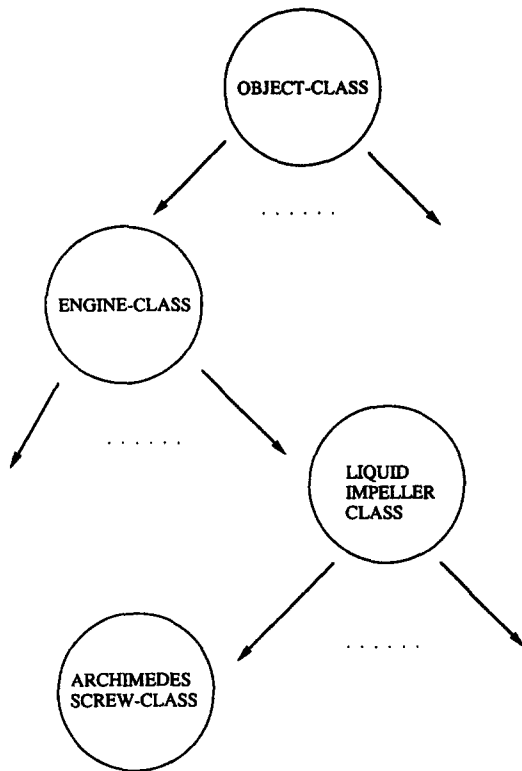 OBJECT-CLASS
. . . . . .
ENGINE-CLASS
. . . . . .
LIQUID
IMPELLER
CLASS
. . . . . .
ARCHIMEDES
SCREW-CLASS